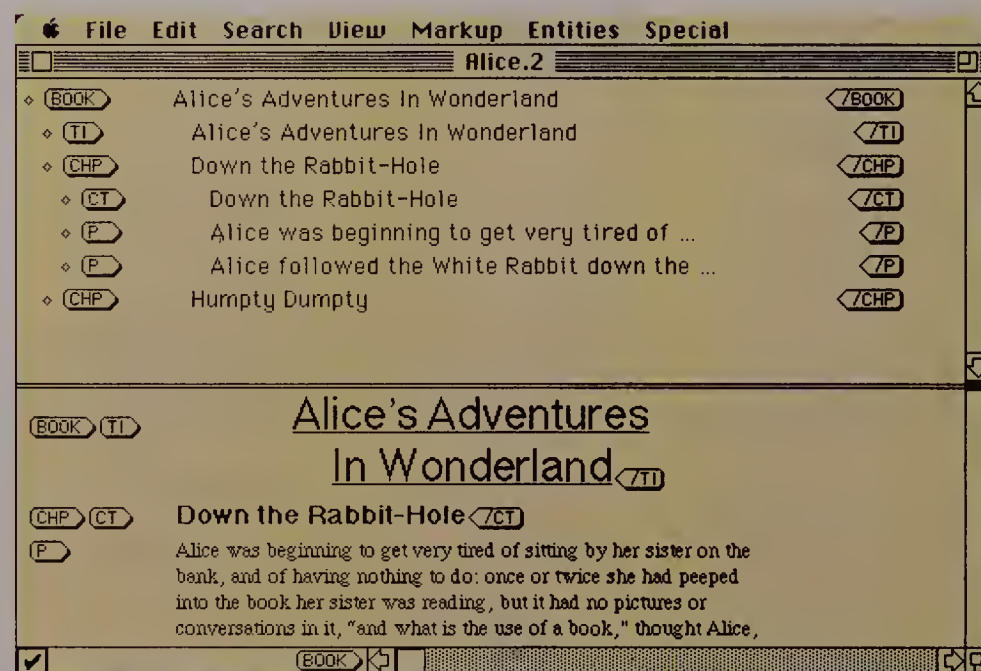 File Edit Search View Markup Entities Special
Alice.2
BOOK Alice's Adventures In Wonderland /BOOK
TI Alice's Adventures In Wonderland /TI
CHP Down the Rabbit-Hole /CHP
CT Down the Rabbit-Hole /CT
P Alice was beginning to get very tired of ... /P
P Alice followed the White Rabbit down the ... /P
CHP Humpty Dumpty /CHP
BOOK TI Alice's Adventures
In Wonderland /TI
CHP CT Down the Rabbit-Hole /CT
P Alice was beginning to get very tired of sitting by her sister on the
bank, and of having nothing to do: once or twice she had peeped
into the book her sister was reading, but it had no pictures or
conversations in it, "and what is the use of a book," thought Alice,
BOOK